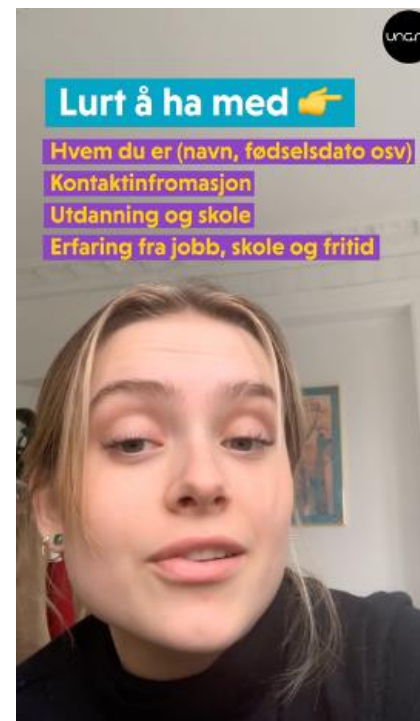 ung.n
Lurt å ha med 👉
Hvem du er (navn, fødselsdato osv)
Kontaktinfromasjon
Utdanning og skole
Erfaring fra jobb, skole og fritid